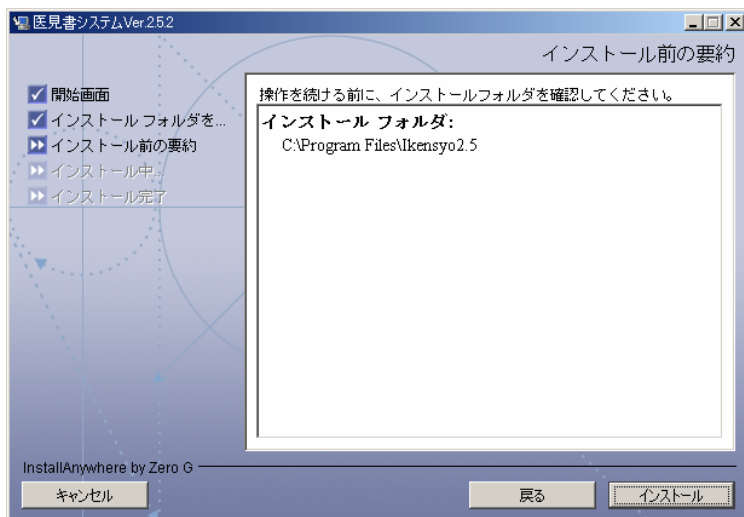 医見書システムVer.2.5.2
インストール前の要約
開始画面
インストール フォルダを...
インストール前の要約
インストール中...
インストール完了
操作を続ける前に、インストールフォルダを確認してください。
インストール フォルダ:
C:\Program Files\Ikensyo2.5
InstallAnywhere by Zero G
キャンセル
戻る
インストール